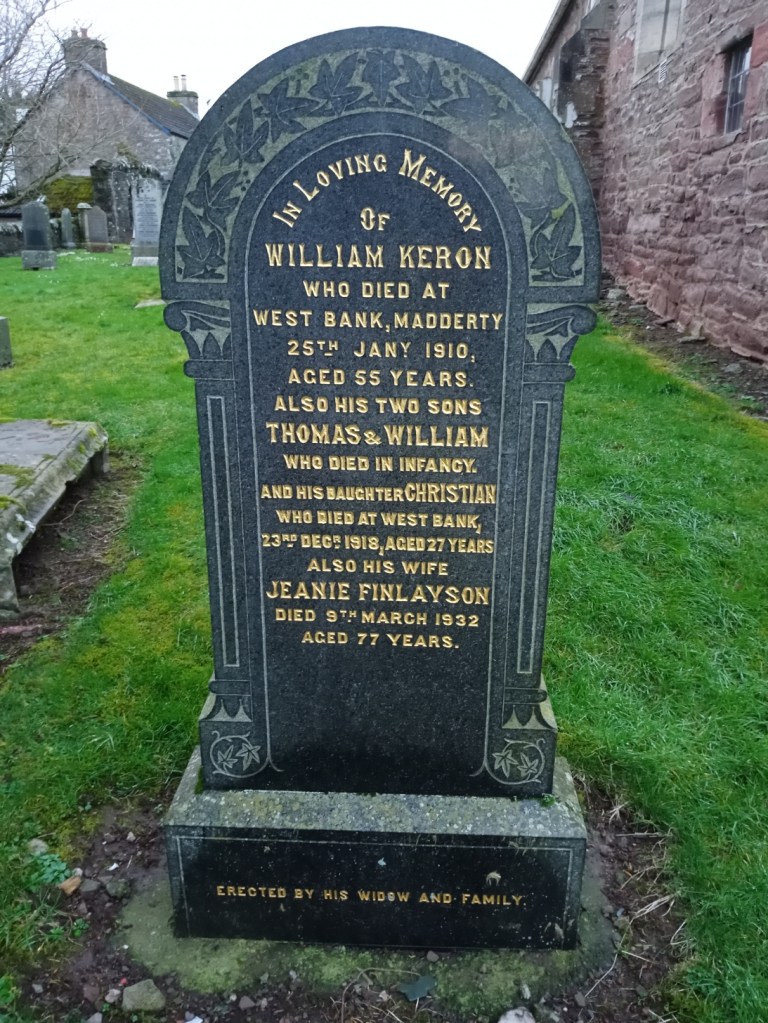 IN LOVING MEMORY
OF
WILLIAM KERON
WHO DIED AT
WEST BANK, MADDERTY
25TH JANY 1910,
AGED 55 YEARS.
ALSO HIS TWO SONS
THOMAS & WILLIAM
WHO DIED IN INFANCY.
AND HIS DAUGHTER CHRISTIAN
WHO DIED AT WEST BANK,
23RD DECR 1918, AGED 27 YEARS
ALSO HIS WIFE
JEANIE FINLAYSON
DIED 9TH MARCH 1932
AGED 77 YEARS.
ERECTED BY HIS WIDOW AND FAMILY.